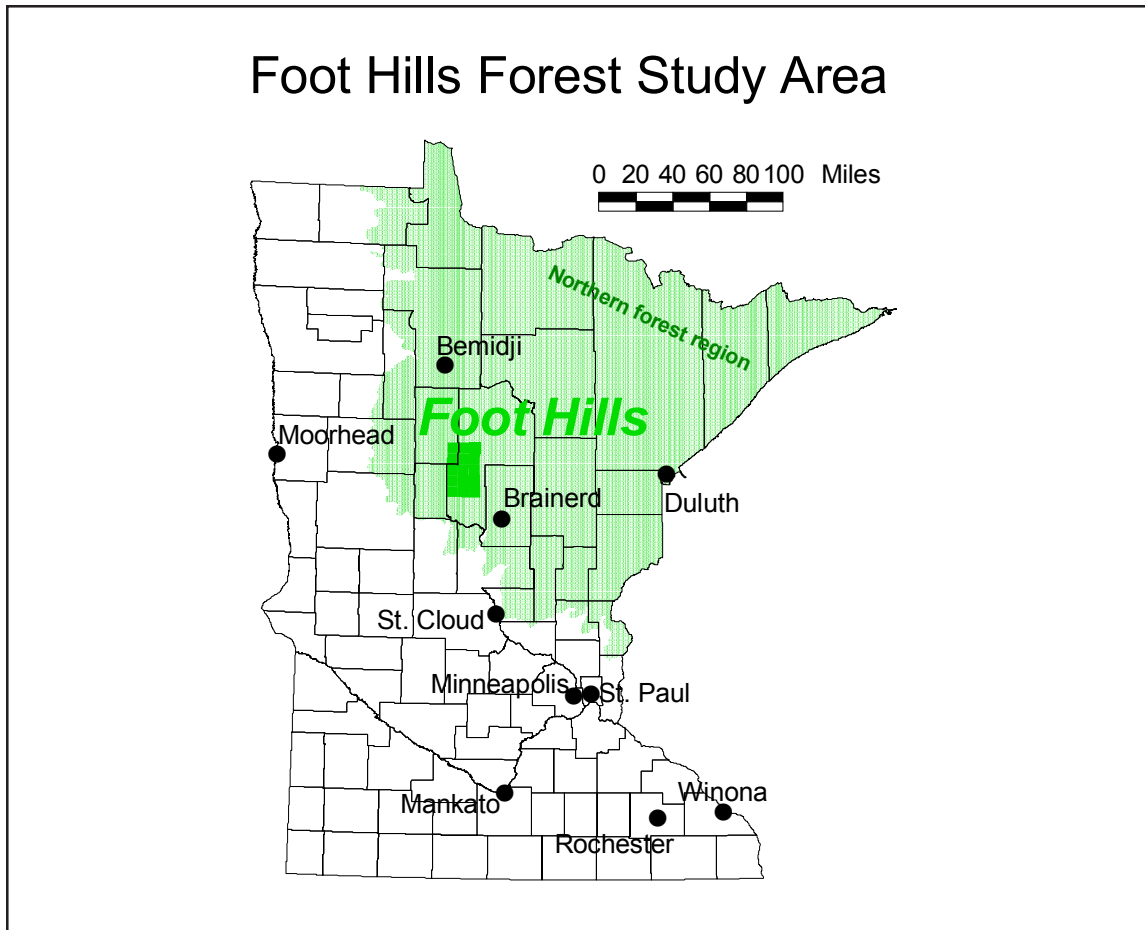 Foot Hills Forest Study Area
0 20 40 60 80 100 Miles
Northern forest region
Bemidji
Foot Hills
Moorhead
Brainerd
Duluth
St. Cloud
Minneapolis
St. Paul
Mankato
Winona
Rochester